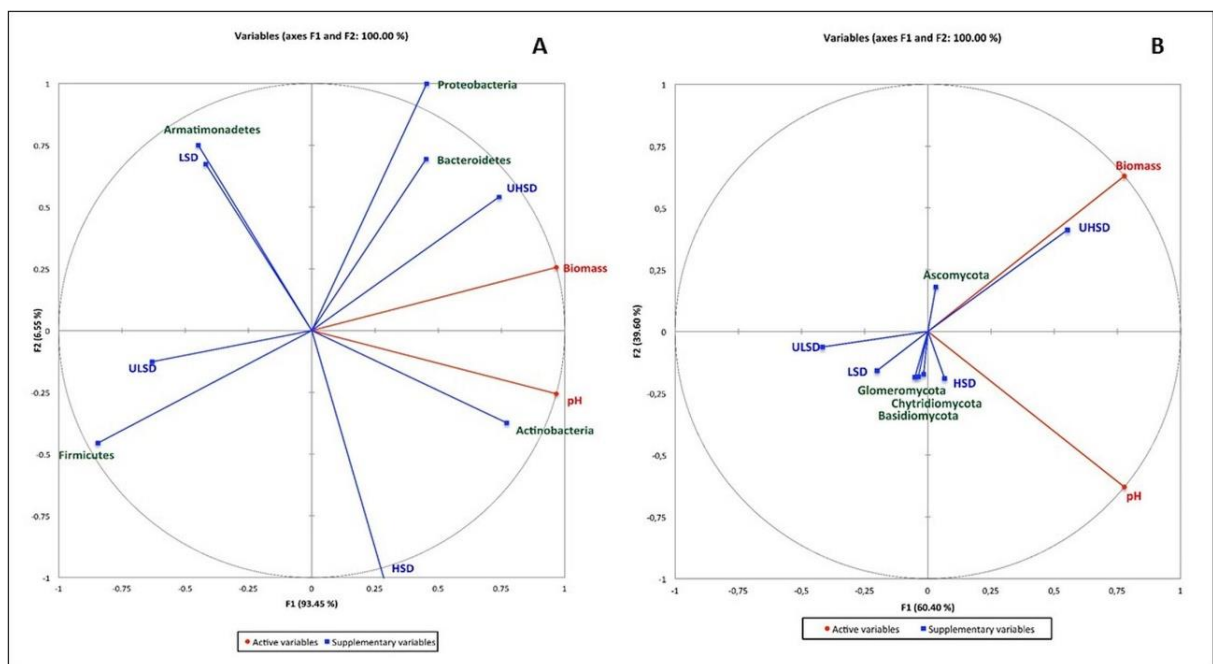 Variables (axes F1 and F2: 100.00 %)
A
1
Proteobacteria
Armatimonadetes
0.75
LSD
Bacteroidetes
UHSD
0.5
0.25
Biomass
F2 (6.55 %)
0
ULSD
-0.25
pH
Actinobacteria
Firmicutes
-0.5
-0.75
HSD
-1
-1 -0.75 -0.5 -0.25 0 0.25 0.5 0.75 1
F1 (93.45 %)
Active variables Supplementary variables
Variables (axes F1 and F2: 100.00 %)
B
1
0,75
Biomass
0,5
UHSD
0,25
Ascomycota
F2 (39.60 %)
0
ULSD
LSD
HSD
Glomeromycota
-0,25
Chytridiomycota
Basidiomycota
-0,5
pH
-0,75
-1
-1 -0,75 -0,5 -0,25 0 0,25 0,5 0,75 1
F1 (60.40 %)
Active variables Supplementary variables